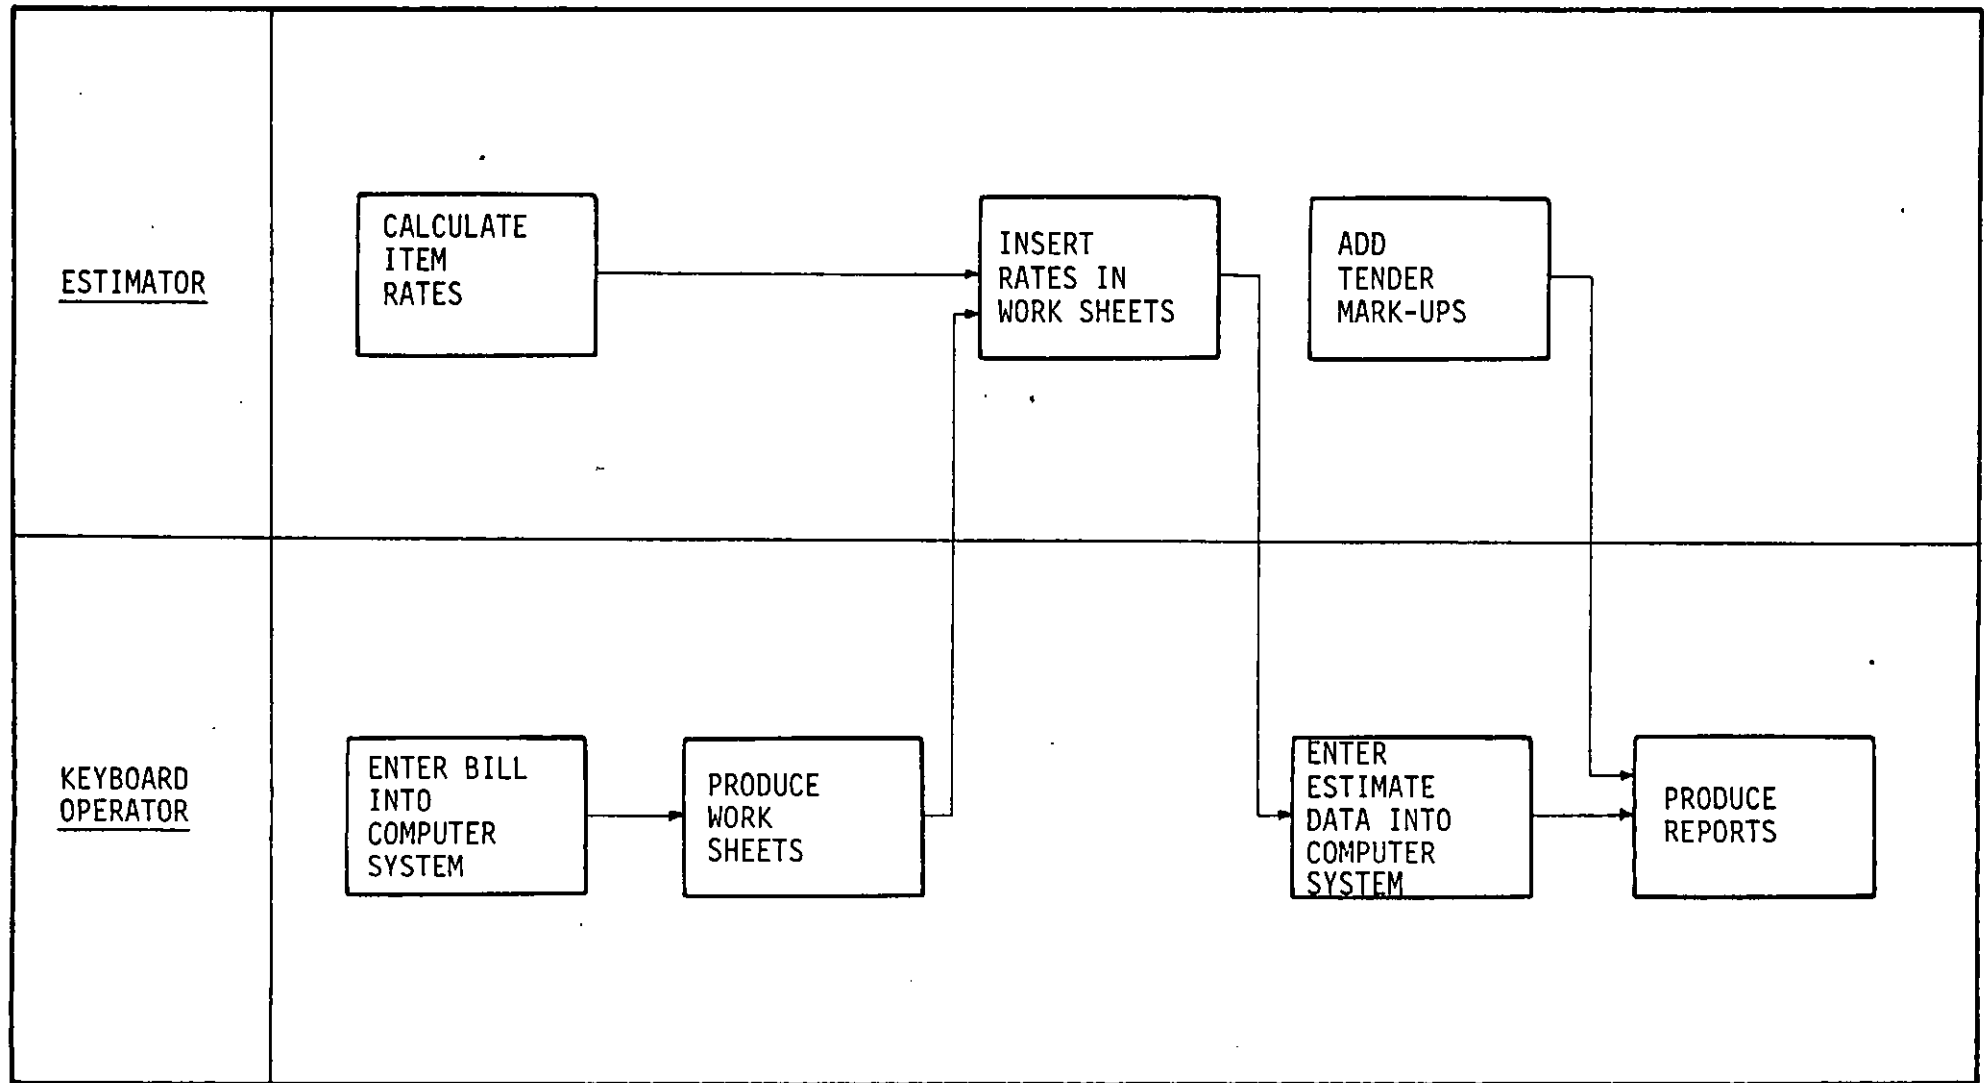 ESTIMATOR
CALCULATE
ITEM
RATES
INSERT
RATES IN
WORK SHEETS
ADD
TENDER
MARK-UPS
KEYBOARD
OPERATOR
ENTER BILL
INTO
COMPUTER
SYSTEM
PRODUCE
WORK
SHEETS
ENTER
ESTIMATE
DATA INTO
COMPUTER
SYSTEM
PRODUCE
REPORTS